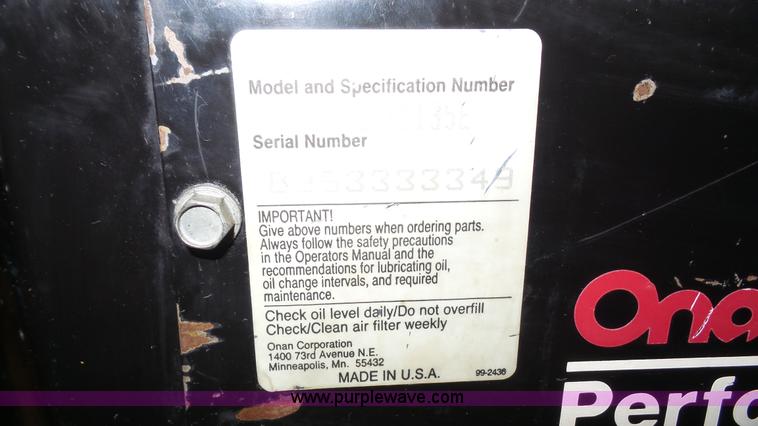 Model and Specification Number
Serial Number
IMPORTANT!
Give above numbers when ordering parts.
Always follow the safety precautions
in the Operators Manual and the
recommendations for lubricating oil,
oil change intervals, and required
maintenance.
Check oil level daily/Do not overfill
Check/Clean air filter weekly
Onan Corporation
1400 73rd Avenue N.E.
Minneapolis, Mn. 55432
MADE IN U.S.A.
99-2436
Ona
Perfo
www.purplewave.com